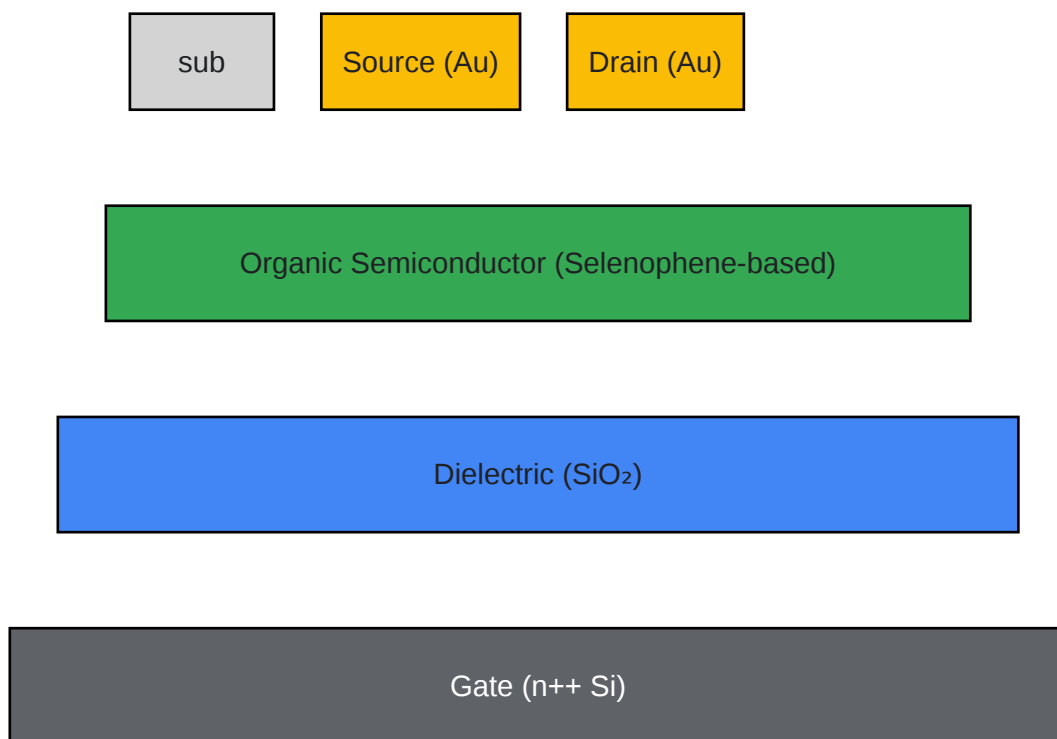 sub
Source (Au)
Drain (Au)
Organic Semiconductor (Selenophene-based)
Dielectric (SiO₂)
Gate (n++ Si)